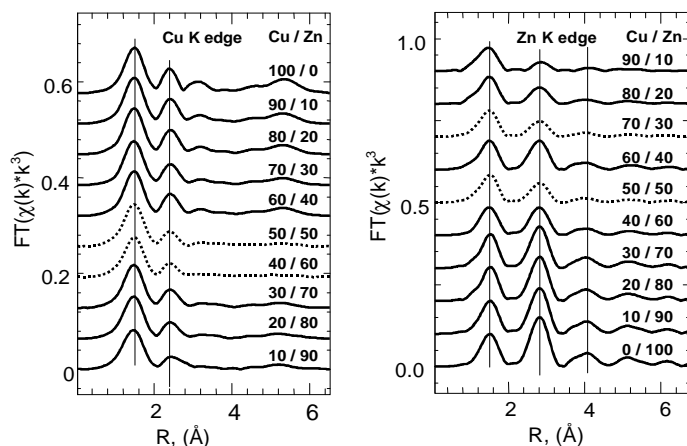 Cu K edge Cu / Zn
100 / 0
90 / 10
80 / 20
70 / 30
60 / 40
50 / 50
40 / 60
30 / 70
20 / 80
10 / 90
0.6
0.4
0.2
0
FT(χ(k)*k³)
2 4 6
R, (Å)
Zn K edge Cu / Zn
90 / 10
80 / 20
70 / 30
60 / 40
50 / 50
40 / 60
30 / 70
20 / 80
10 / 90
0 / 100
1.0
0.5
0.0
FT(χ(k)*k³
2 4 6
R, (Å)